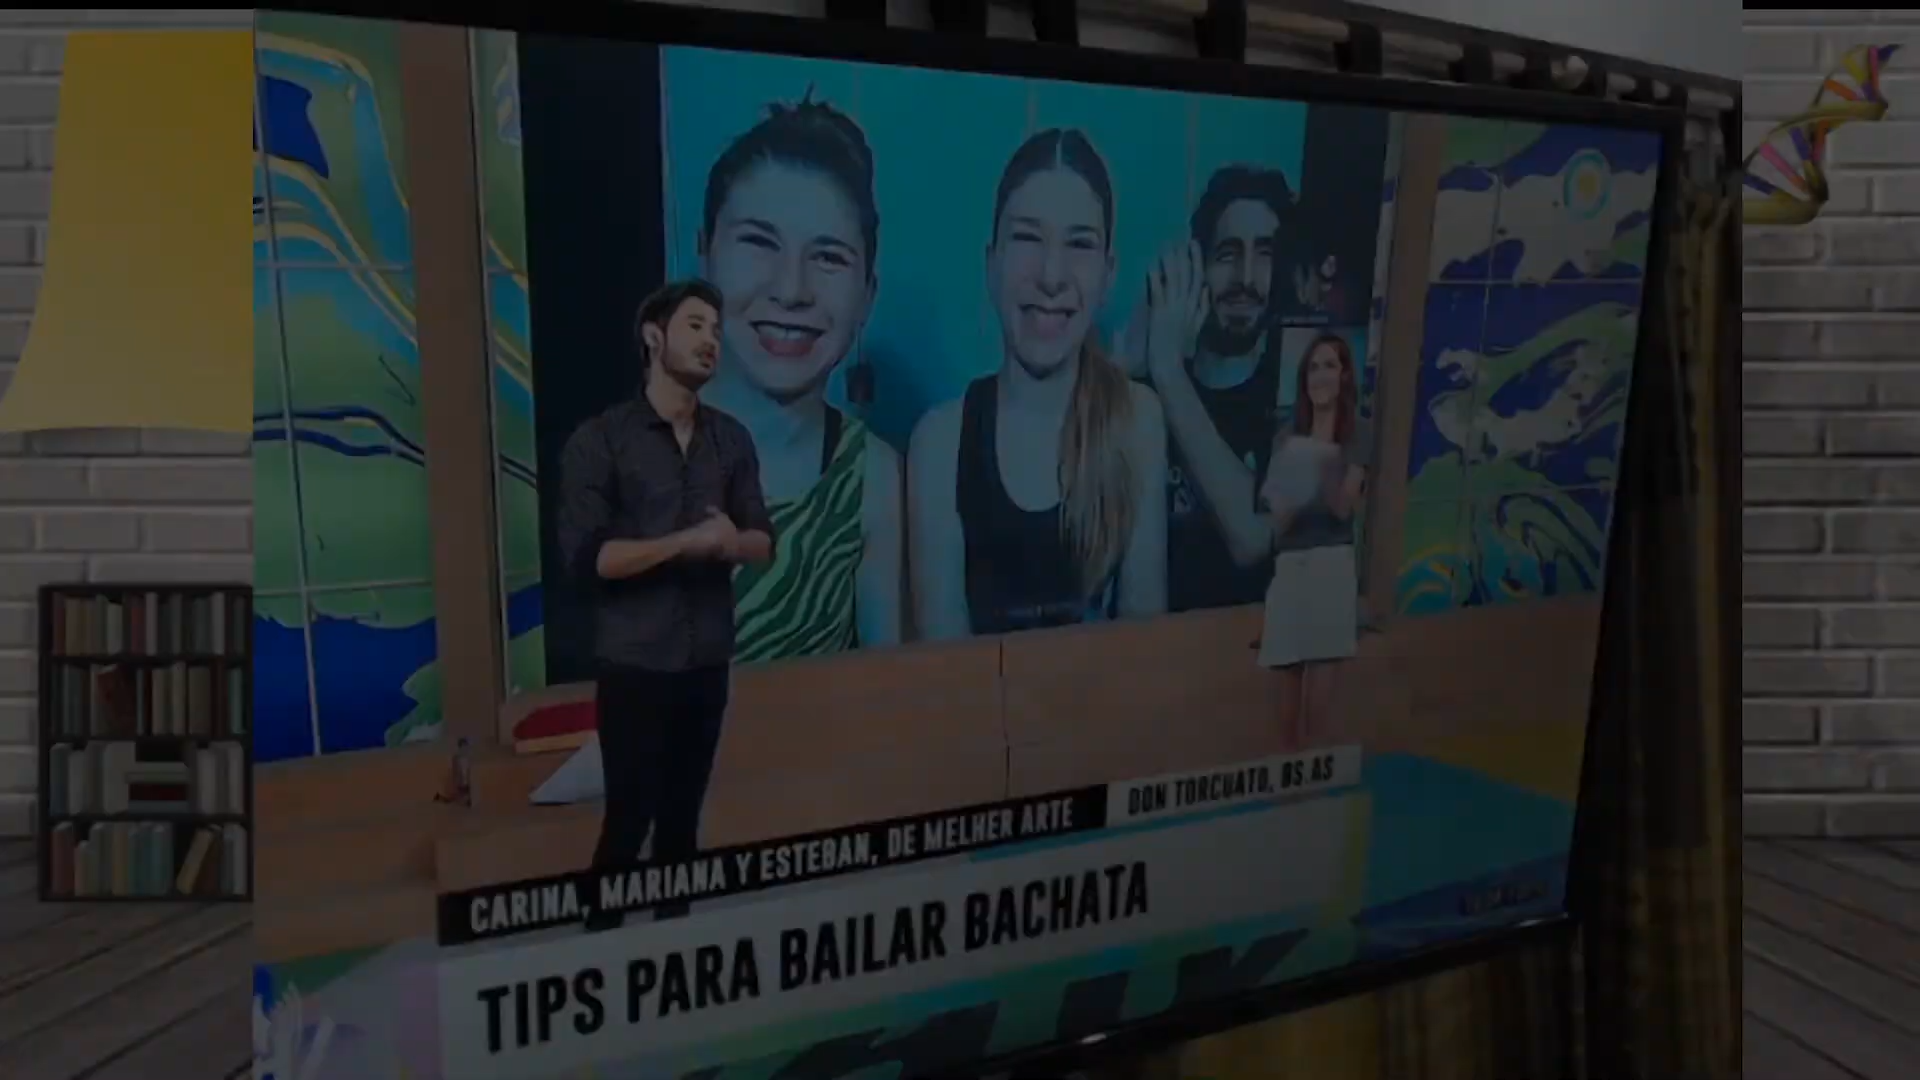 CARINA, MARIANA Y ESTEBAN, DE MELHER ARTE
DON TORCUATO, BS.AS
TIPS PARA BAILAR BACHATA